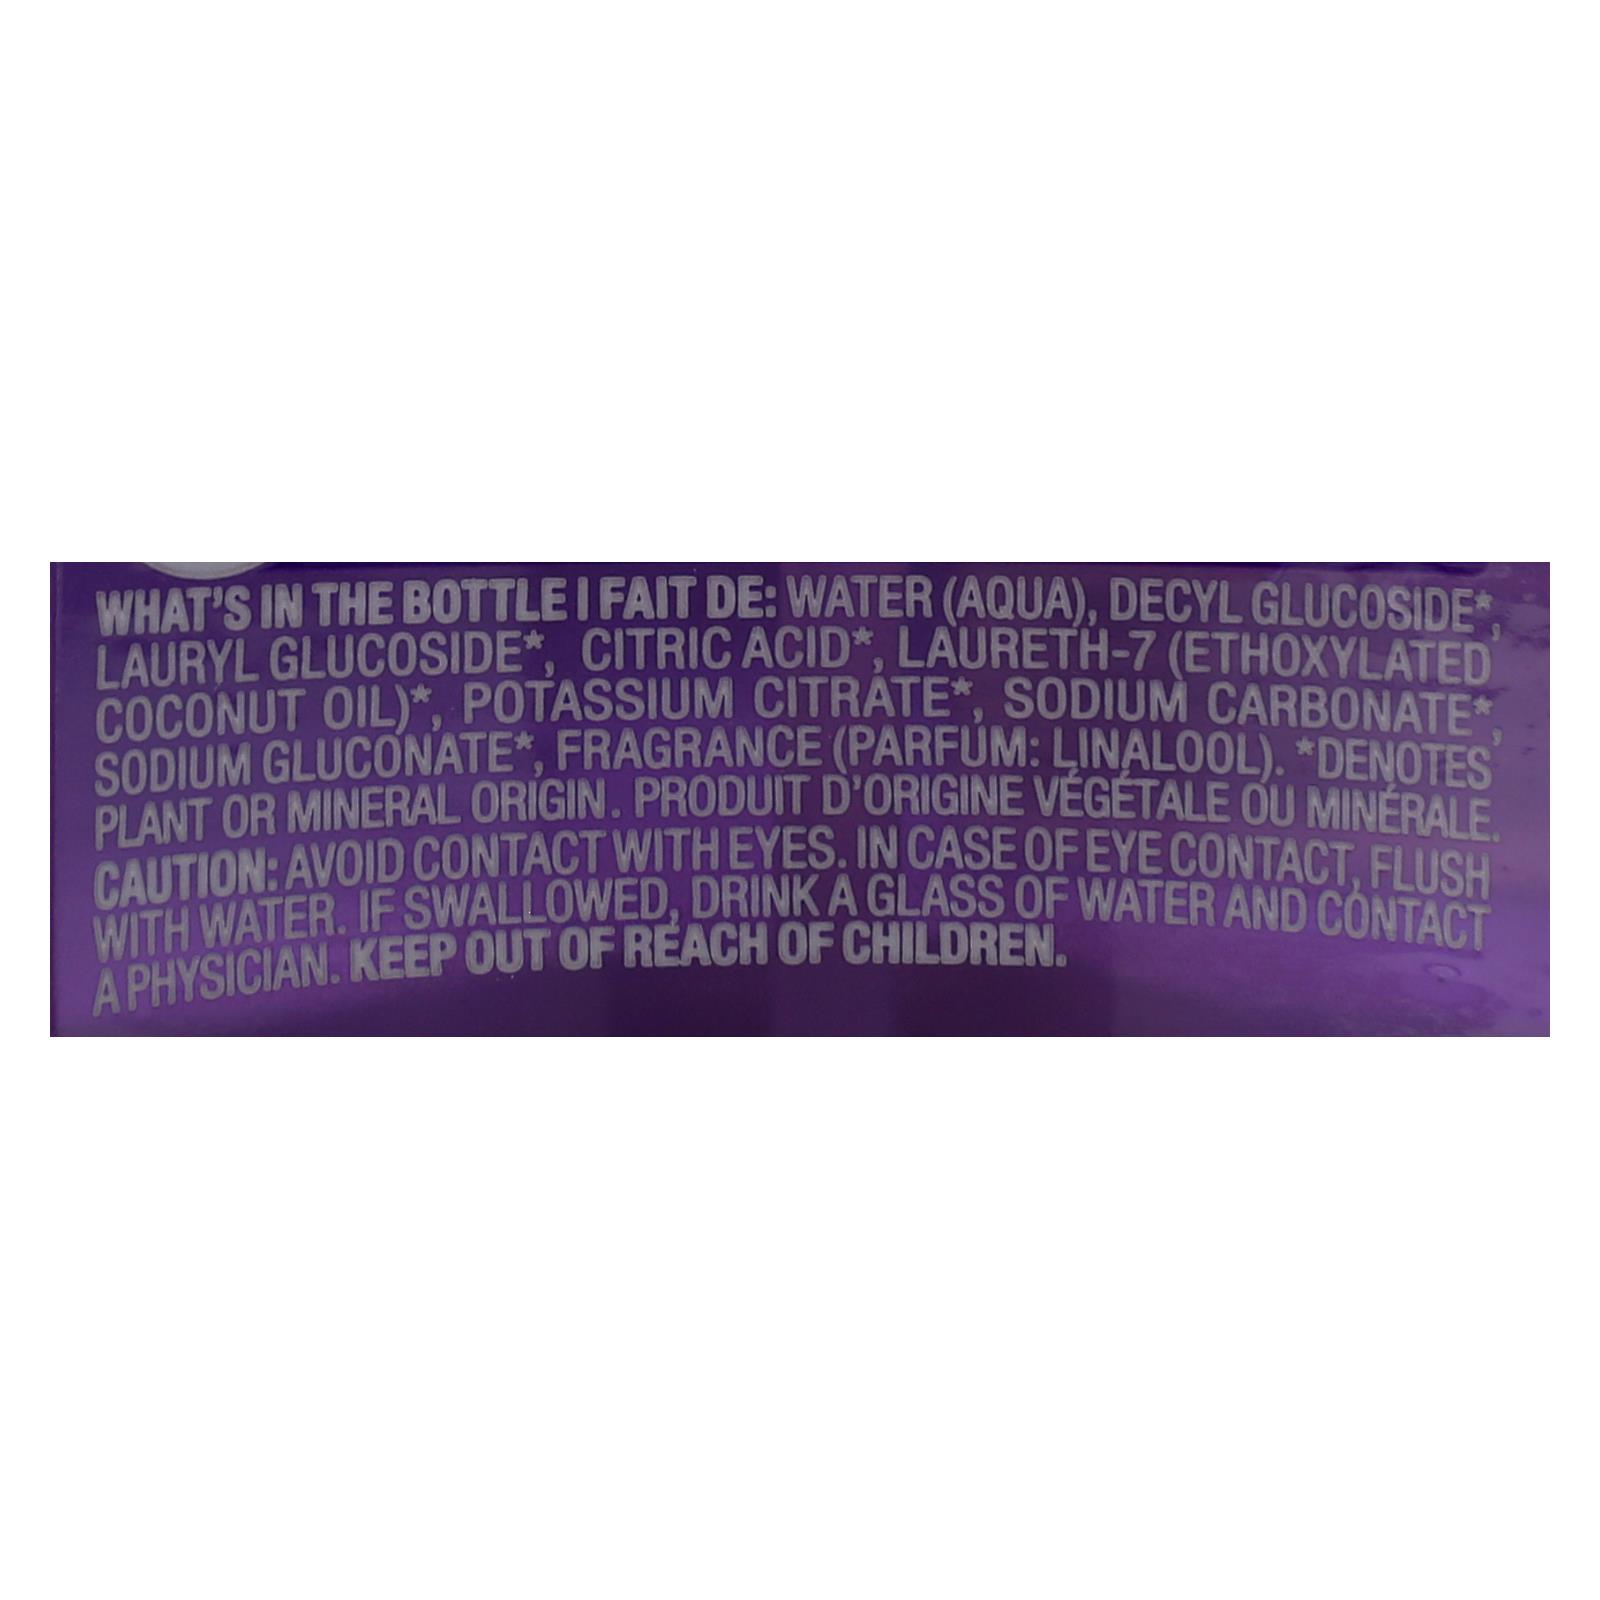 WHAT'S IN THE BOTTLE | FAIT DE: WATER (AQUA), DECYL GLUCOSIDE*,
LAURYL GLUCOSIDE*, CITRIC ACID*, LAURETH-7 (ETHOXYLATED
COCONUT OIL)*, POTASSIUM CITRATE*, SODIUM CARBONATE*,
SODIUM GLUCONATE*, FRAGRANCE (PARFUM: LINALOOL). *DENOTES
PLANT OR MINERAL ORIGIN. PRODUIT D'ORIGINE VÉGÉTALE OU MINÉRALE.
CAUTION: AVOID CONTACT WITH EYES. IN CASE OF EYE CONTACT, FLUSH
WITH WATER. IF SWALLOWED, DRINK A GLASS OF WATER AND CONTACT
A PHYSICIAN. KEEP OUT OF REACH OF CHILDREN.